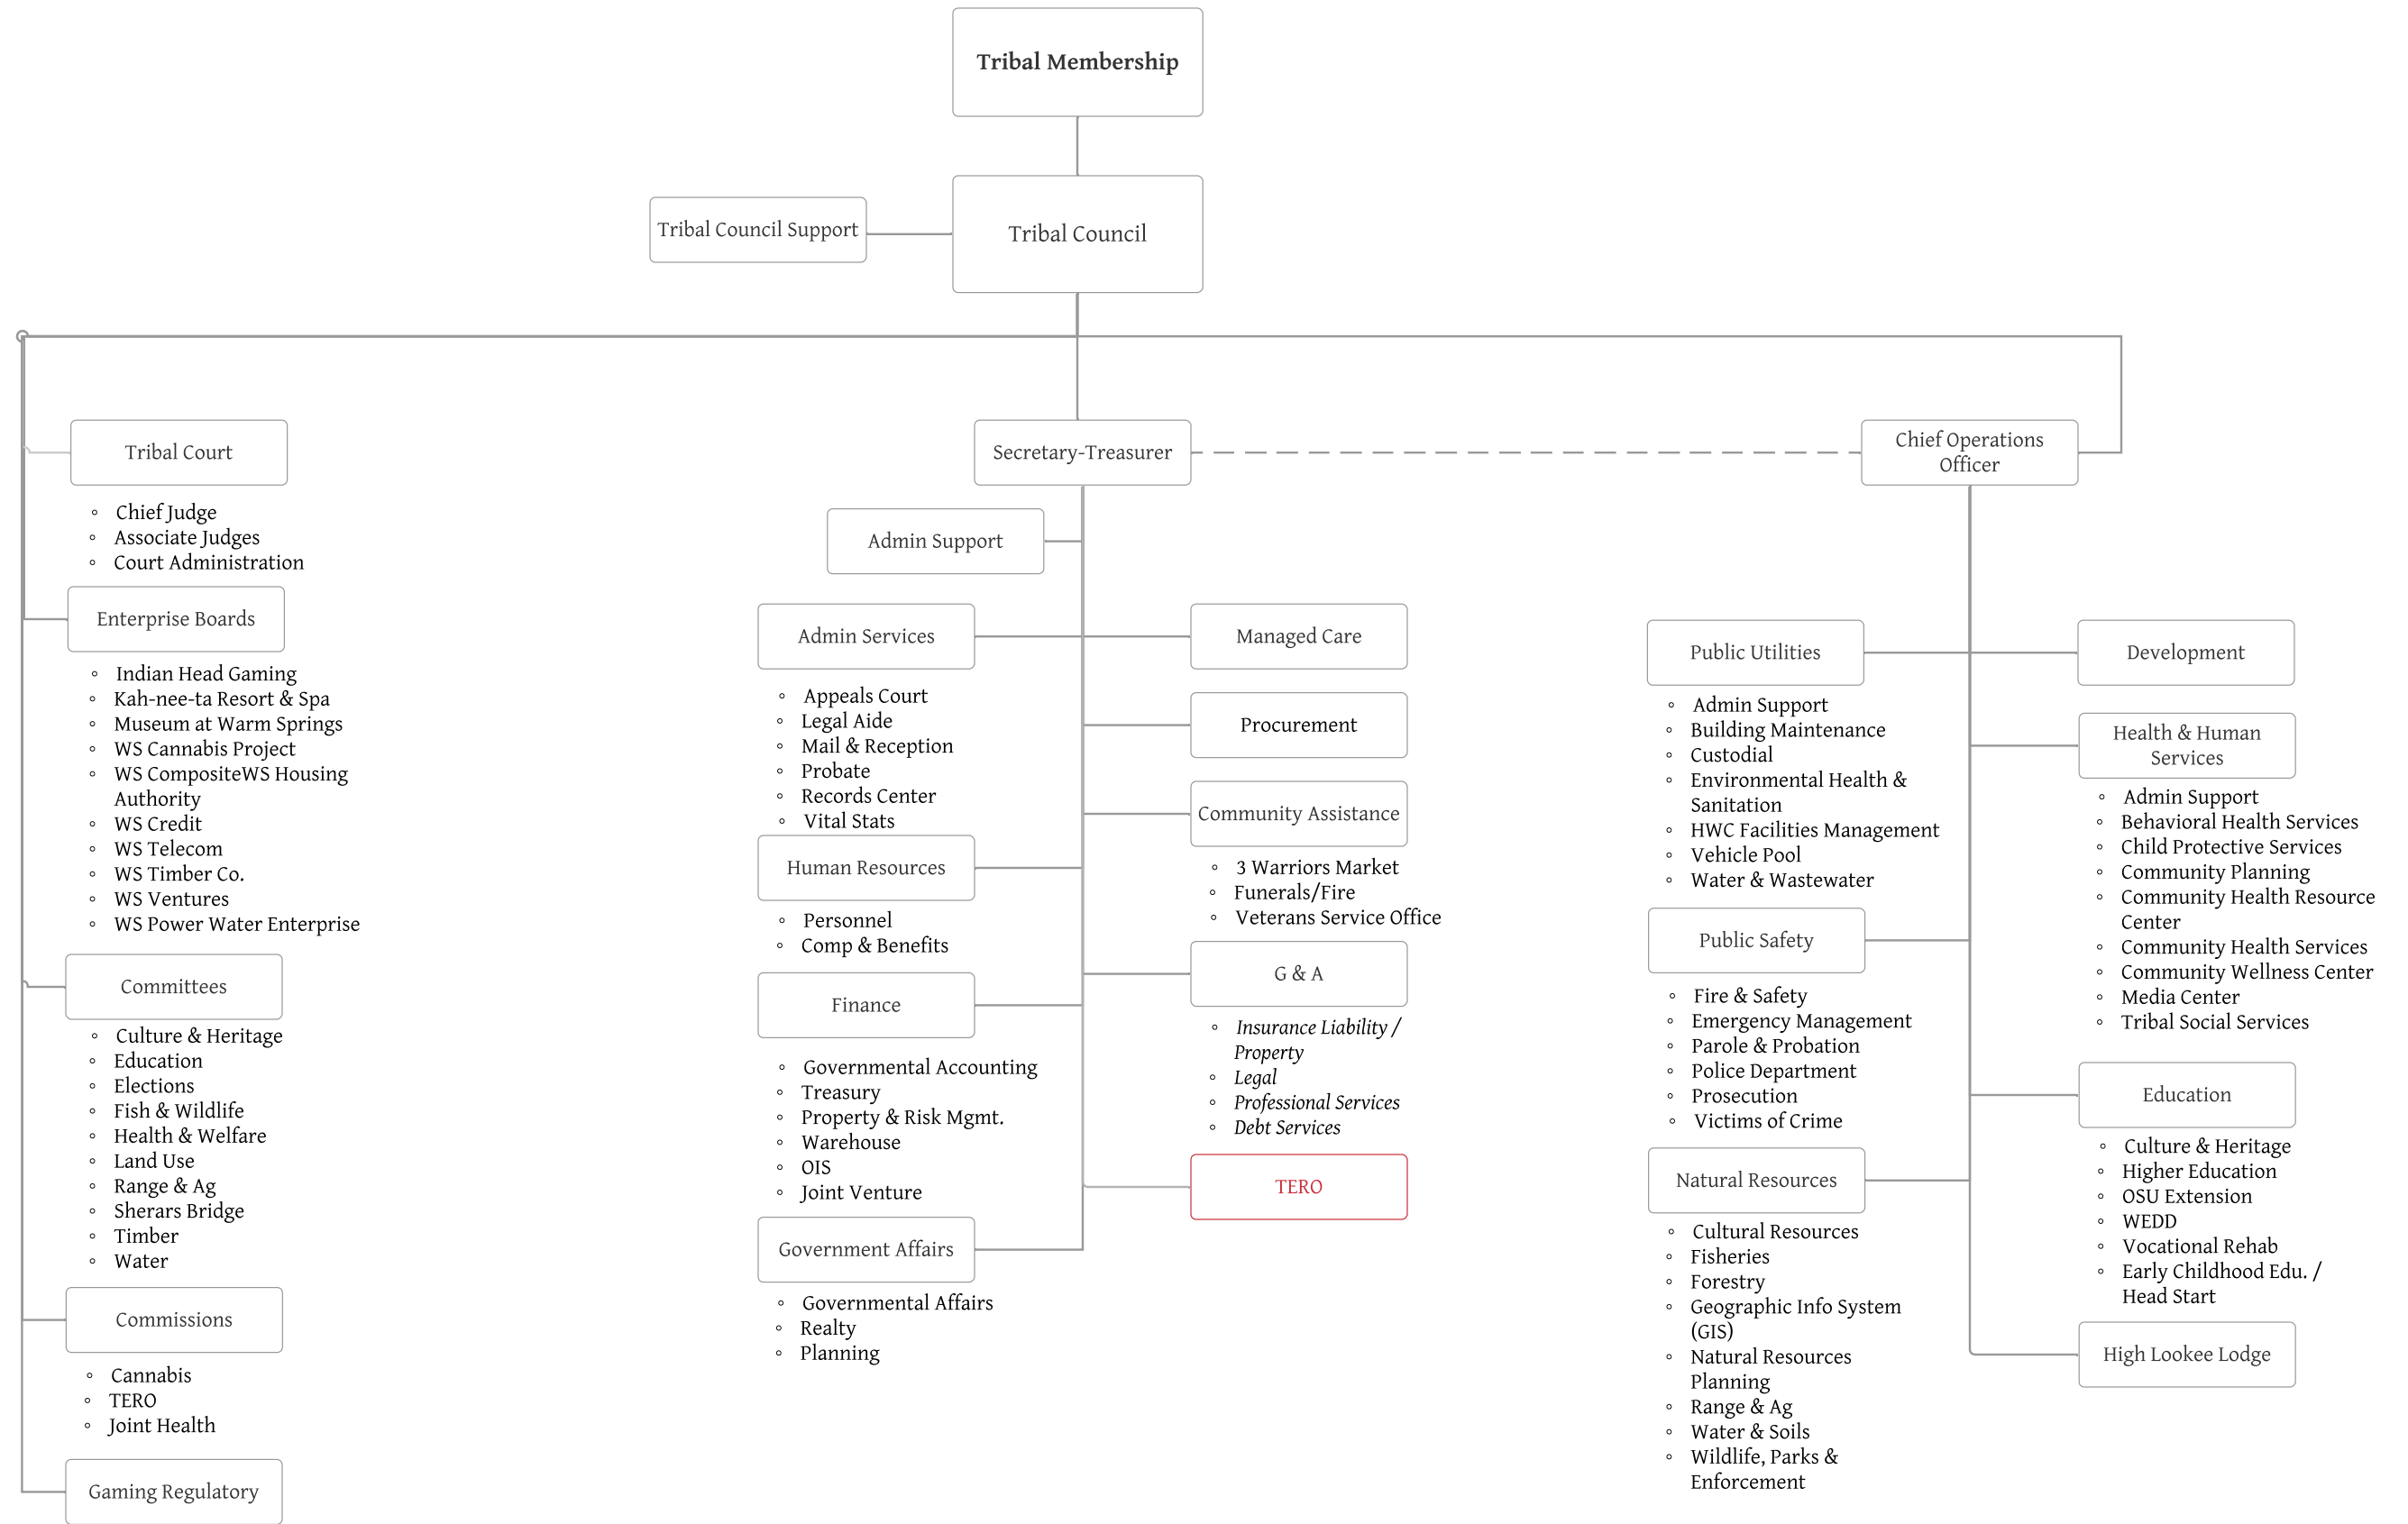 Tribal Membership
Tribal Council Support
Tribal Council
Tribal Court
◦ Chief Judge
◦ Associate Judges
◦ Court Administration
Enterprise Boards
◦ Indian Head Gaming
◦ Kah-nee-ta Resort & Spa
◦ Museum at Warm Springs
◦ WS Cannabis Project
◦ WS CompositeWS Housing
Authority
◦ WS Credit
◦ WS Telecom
◦ WS Timber Co.
◦ WS Ventures
◦ WS Power Water Enterprise
Committees
◦ Culture & Heritage
◦ Education
◦ Elections
◦ Fish & Wildlife
◦ Health & Welfare
◦ Land Use
◦ Range & Ag
◦ Sherars Bridge
◦ Timber
◦ Water
Commissions
◦ Cannabis
◦ TERO
◦ Joint Health
Gaming Regulatory
Secretary-Treasurer
Admin Support
Admin Services
◦ Appeals Court
◦ Legal Aide
◦ Mail & Reception
◦ Probate
◦ Records Center
◦ Vital Stats
Human Resources
◦ Personnel
◦ Comp & Benefits
Finance
◦ Governmental Accounting
◦ Treasury
◦ Property & Risk Mgmt.
◦ Warehouse
◦ OIS
◦ Joint Venture
Government Affairs
◦ Governmental Affairs
◦ Realty
◦ Planning
Managed Care
Procurement
Community Assistance
◦ 3 Warriors Market
◦ Funerals/Fire
◦ Veterans Service Office
G & A
◦ Insurance Liability /
Property
◦ Legal
◦ Professional Services
◦ Debt Services
TERO
Chief Operations
Officer
Public Utilities
◦ Admin Support
◦ Building Maintenance
◦ Custodial
◦ Environmental Health &
Sanitation
◦ HWC Facilities Management
◦ Vehicle Pool
◦ Water & Wastewater
Public Safety
◦ Fire & Safety
◦ Emergency Management
◦ Parole & Probation
◦ Police Department
◦ Prosecution
◦ Victims of Crime
Natural Resources
◦ Cultural Resources
◦ Fisheries
◦ Forestry
◦ Geographic Info System
(GIS)
◦ Natural Resources
Planning
◦ Range & Ag
◦ Water & Soils
◦ Wildlife, Parks &
Enforcement
Development
Health & Human
Services
◦ Admin Support
◦ Behavioral Health Services
◦ Child Protective Services
◦ Community Planning
◦ Community Health Resource
Center
◦ Community Health Services
◦ Community Wellness Center
◦ Media Center
◦ Tribal Social Services
Education
◦ Culture & Heritage
◦ Higher Education
◦ OSU Extension
◦ WEDD
◦ Vocational Rehab
◦ Early Childhood Edu. /
Head Start
High Lookee Lodge